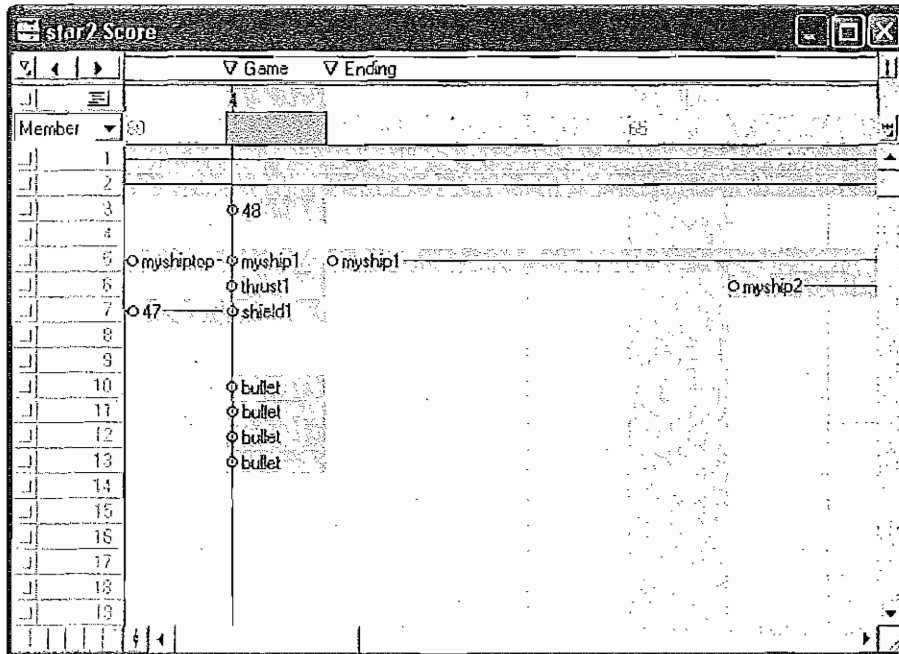 star2 Score
Game Ending
Member 60 65
1
2
3 48
4
5 myshiptop myship1 myship1
6 thrust1 myship2
7 47 shield1
8
9
10 bullet
11 bullet
12 bullet
13 bullet
14
15
16
17
18
19